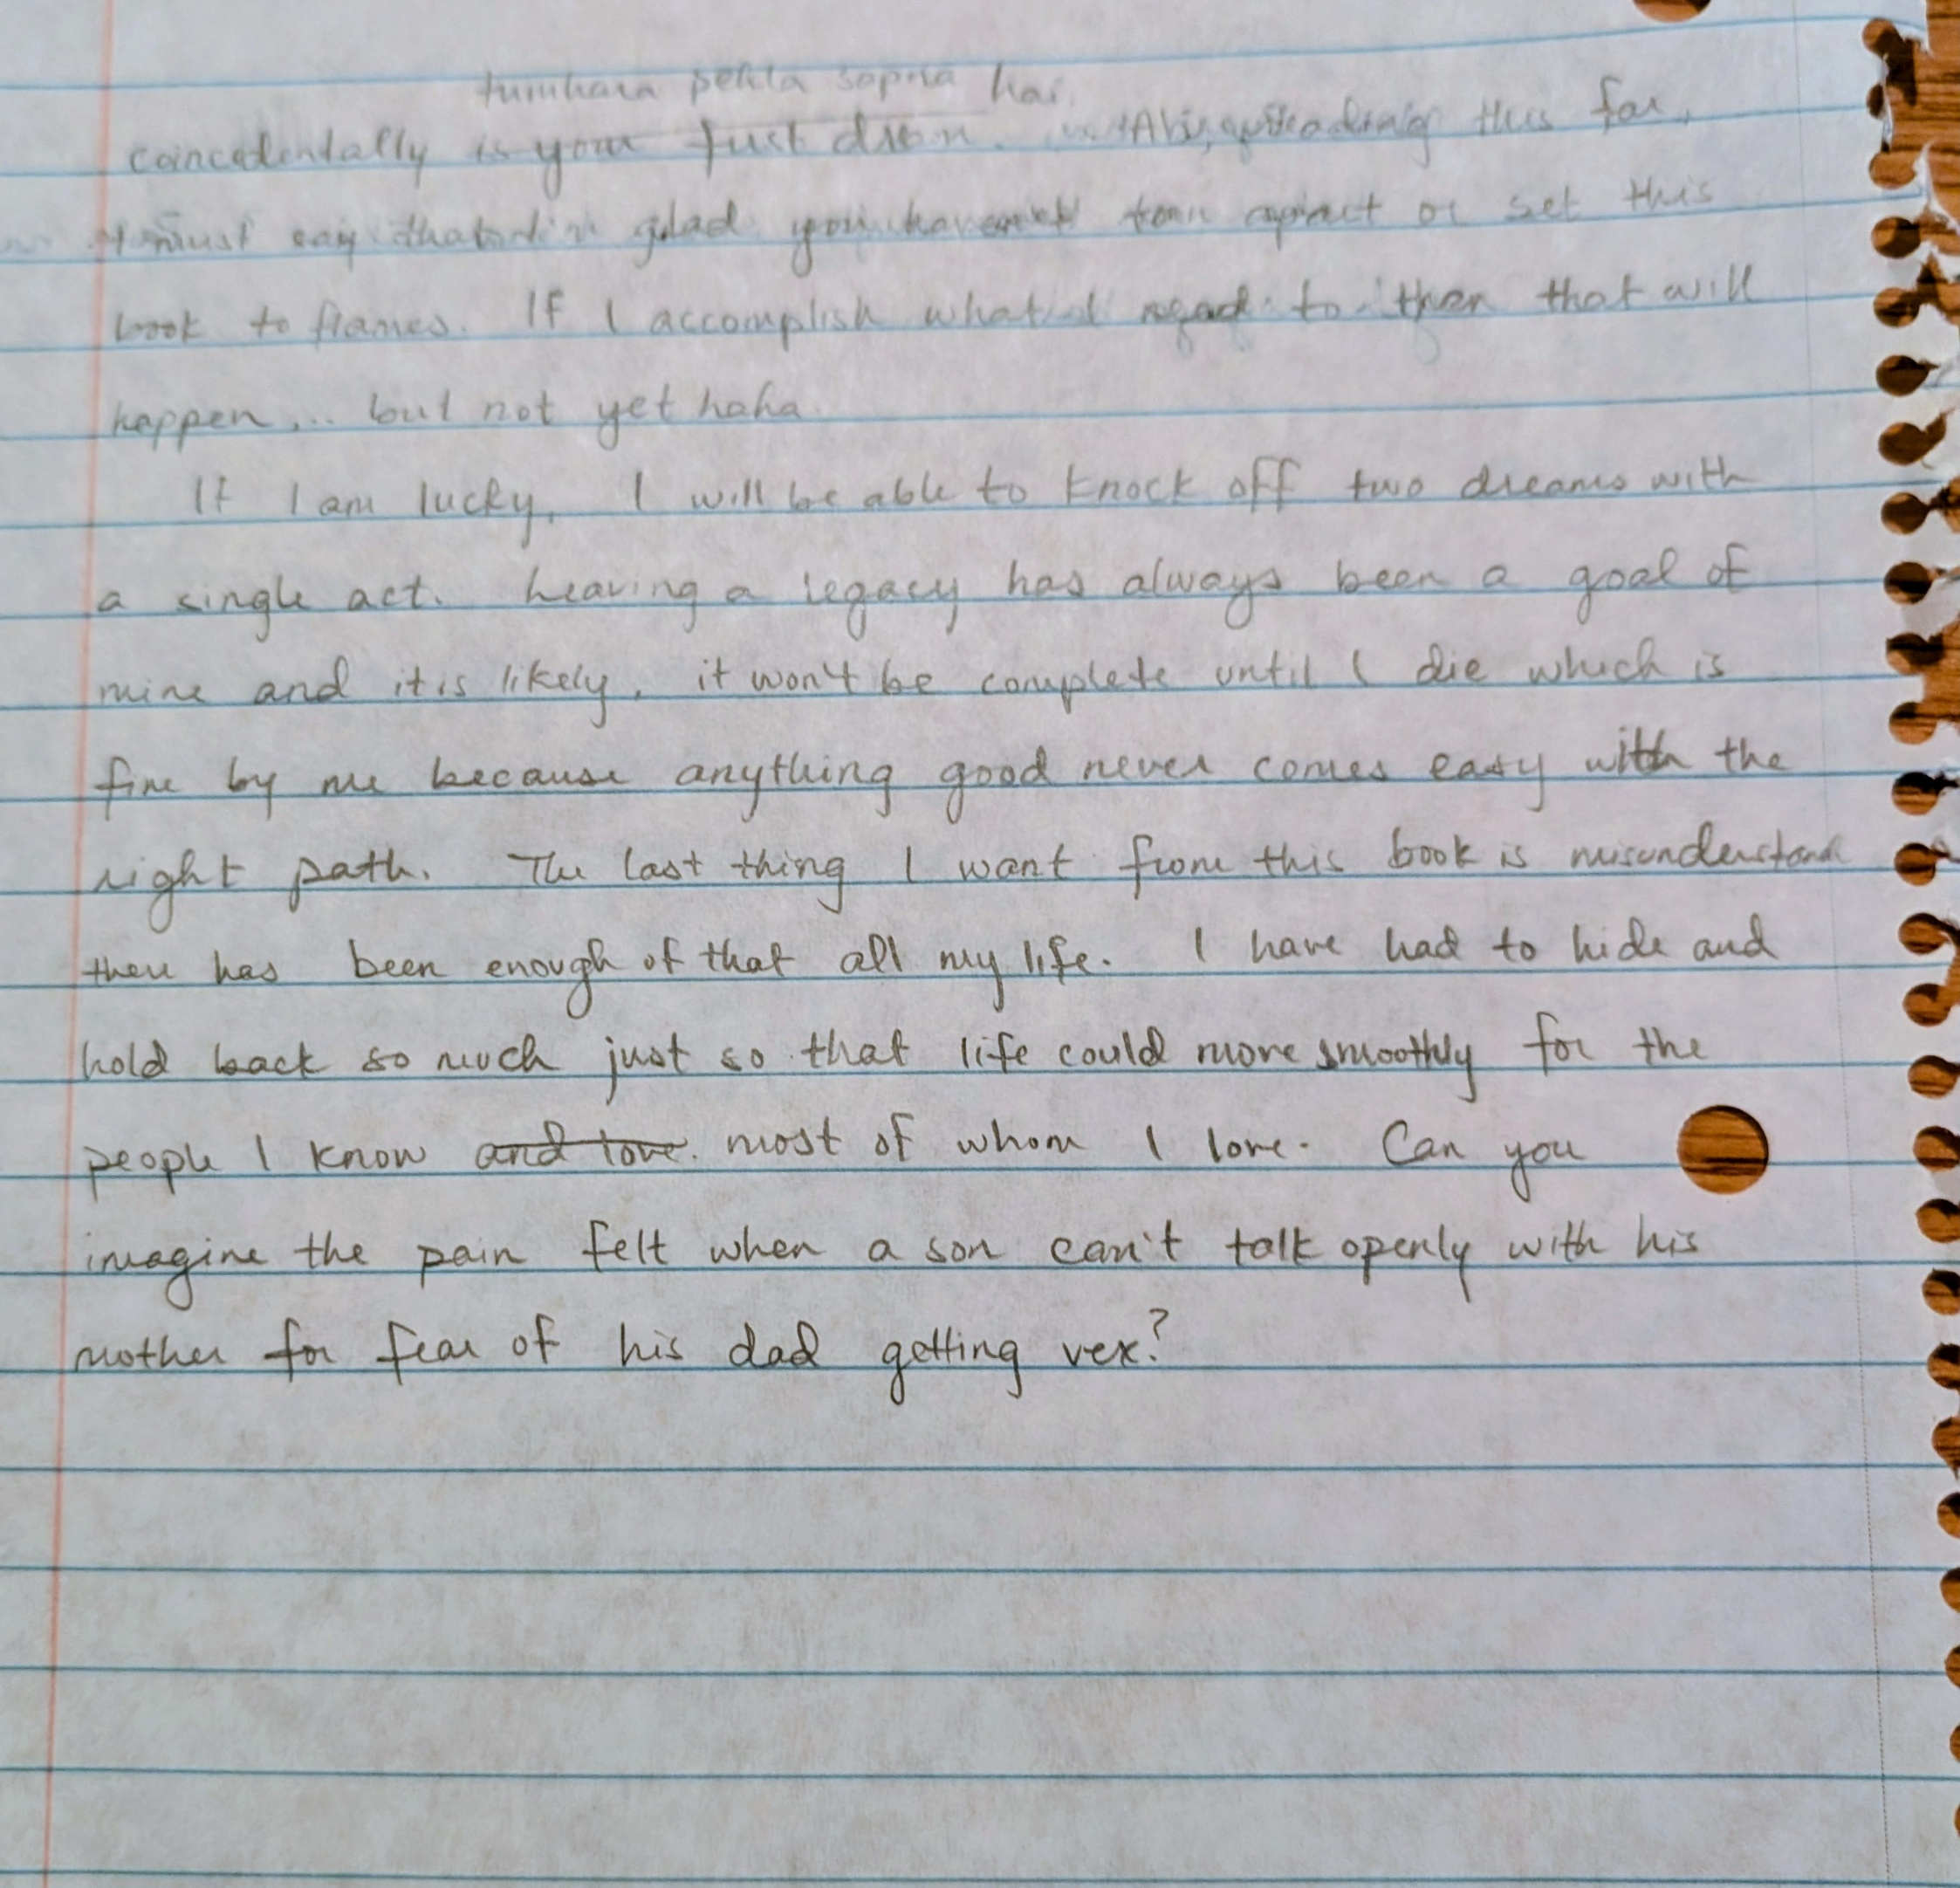 tumhara pehla sapna hai.
coincedentally is your first dream. reading this far,
I must say that I'm glad you haven't torn apart or set this
book to flames. If I accomplish what I need to then that will
happen... but not yet haha.
If I am lucky, I will be able to knock off two dreams with
a single act. Leaving a legacy has always been a goal of
mine and it is likely, it won't be complete until I die which is
fine by me because anything good never comes easy with the
right path. The last thing I want from this book is misunderstand
there has been enough of that all my life. I have had to hide and
hold back so much just so that life could move smoothly for the
people I know and love. most of whom I love. Can you
imagine the pain felt when a son can't talk openly with his
mother for fear of his dad getting vex?